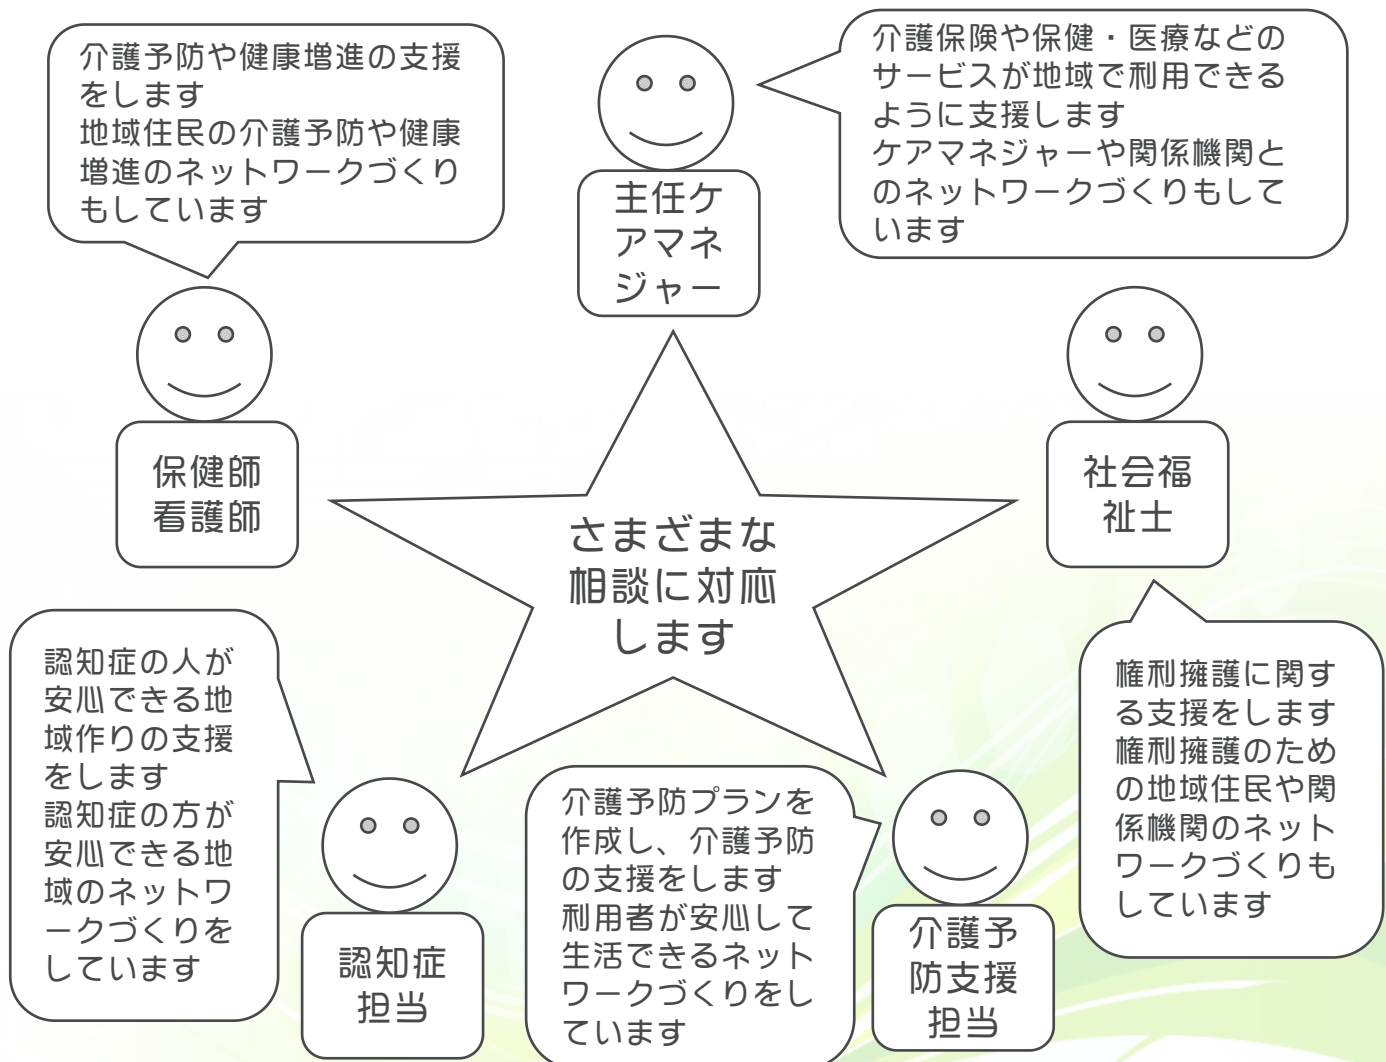 介護予防や健康増進の支援
をします
地域住民の介護予防や健康
増進のネットワークづくり
もしています
介護保険や保健・医療などの
サービスが地域で利用できる
ように支援します
ケアマネジャーや関係機関と
のネットワークづくりもして
います
主任ケ
アマネ
ジャー
保健師
看護師
社会福
祉士
さまざまな
相談に対応
します
認知症の人が
安心できる地
域作りの支援
をします
認知症の方が
安心できる地
域のネットワ
ークづくりを
しています
認知症
担当
介護予防プランを
作成し、介護予防
の支援をします
利用者が安心して
生活できるネット
ワークづくりをし
ています
介護予
防支援
担当
権利擁護に関す
る支援をします
権利擁護のため
の地域住民や関
係機関のネット
ワークづくりも
しています